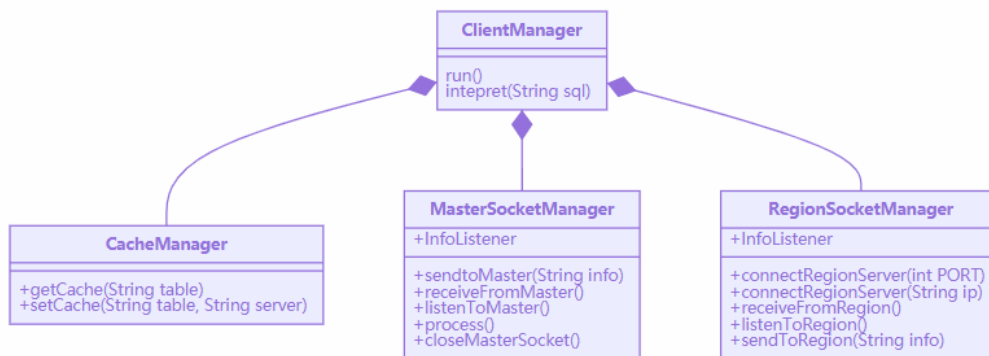 ClientManager
run()
intepret(String sql)
CacheManager
+getCache(String table)
+setCache(String table, String server)
MasterSocketManager
+InfoListener
+sendtoMaster(String info)
+receiveFromMaster()
+listenToMaster()
+process()
+closeMasterSocket()
RegionSocketManager
+InfoListener
+connectRegionServer(int PORT)
+connectRegionServer(String ip)
+receiveFromRegion()
+listenToRegion()
+sendToRegion(String info)